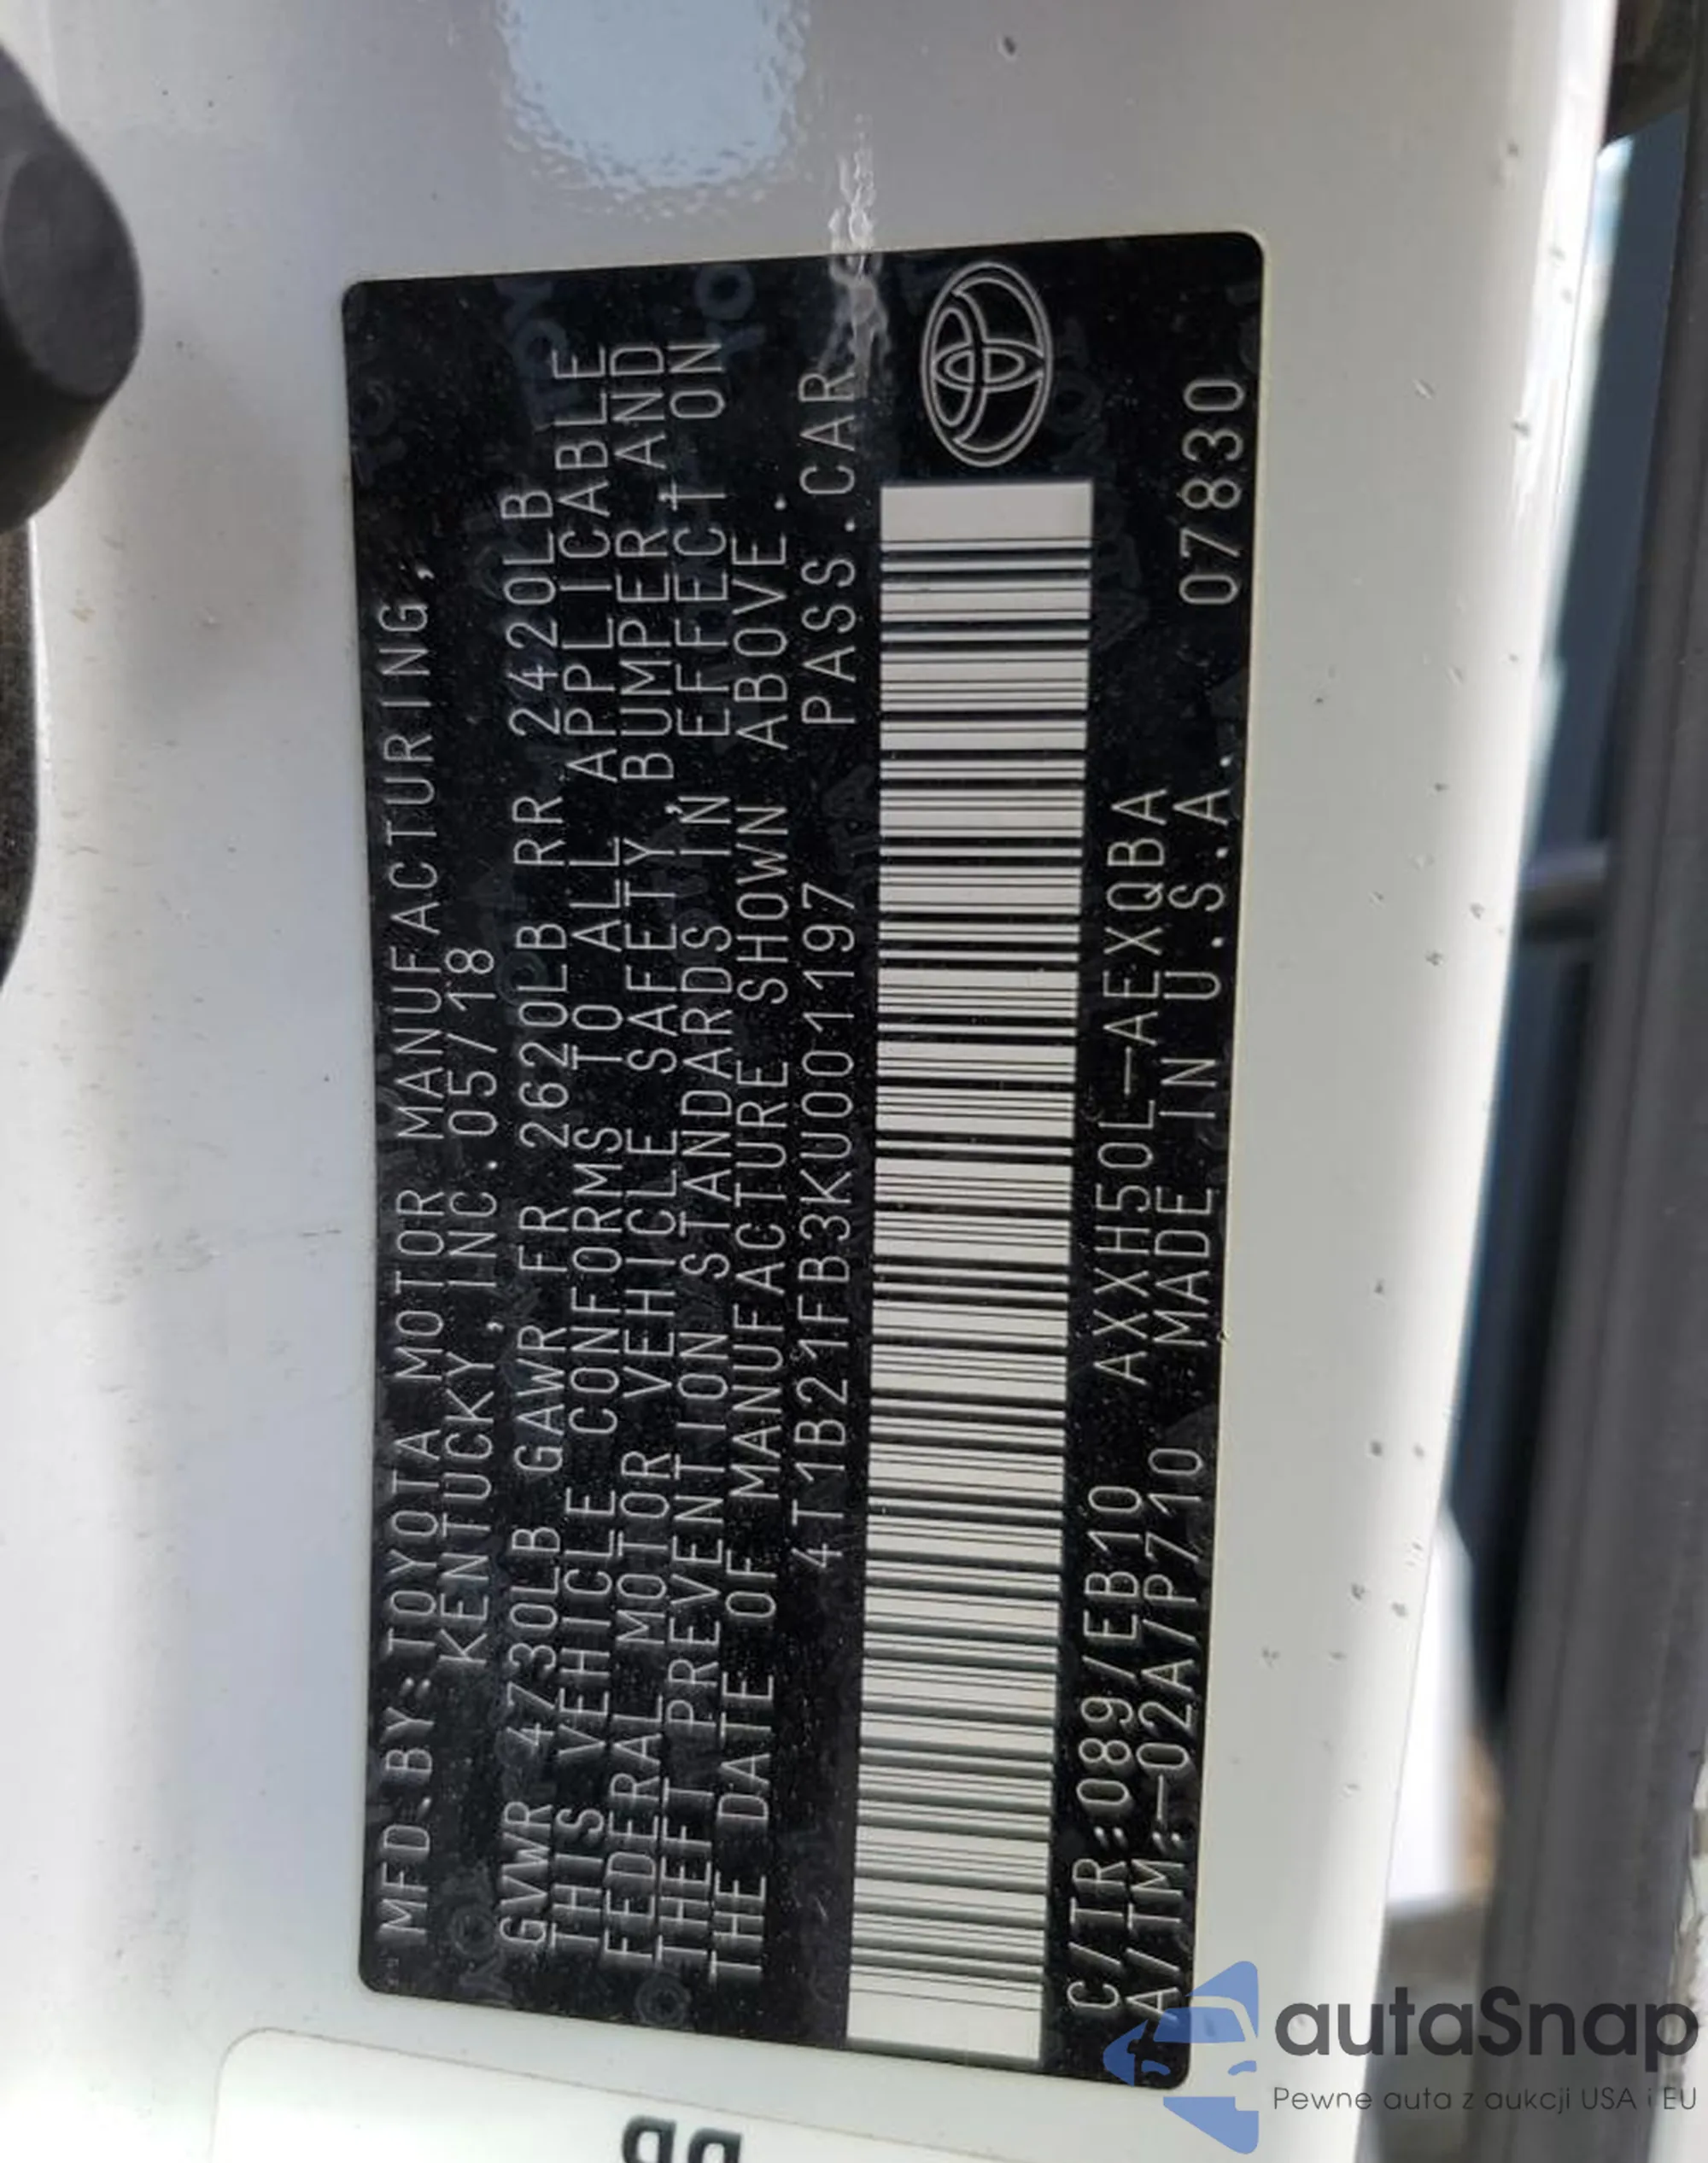 MFD.BY:TOYOTA MOTOR MANUFACTURING,
KENTUCKY,INC.05/18
GVWR 4730LB GAWR FR 2620LB RR 2420LB
THIS VEHICLE CONFORMS TO ALL APPLICABLE
FEDERAL MOTOR VEHICLE SAFETY, BUMPER, AND
THEFT PREVENTION STANDARDS IN EFFECT ON
THE DATE OF MANUFACTURE SHOWN ABOVE.
4T1B21FB3KU001197 PASS.CAR
C/TR:089/EB10 AXXH50L-AEXQBA
A/TM:-02A/P710 MADE IN U.S.A. 07830
autaSnap
Pewne auta z aukcji USA i EU